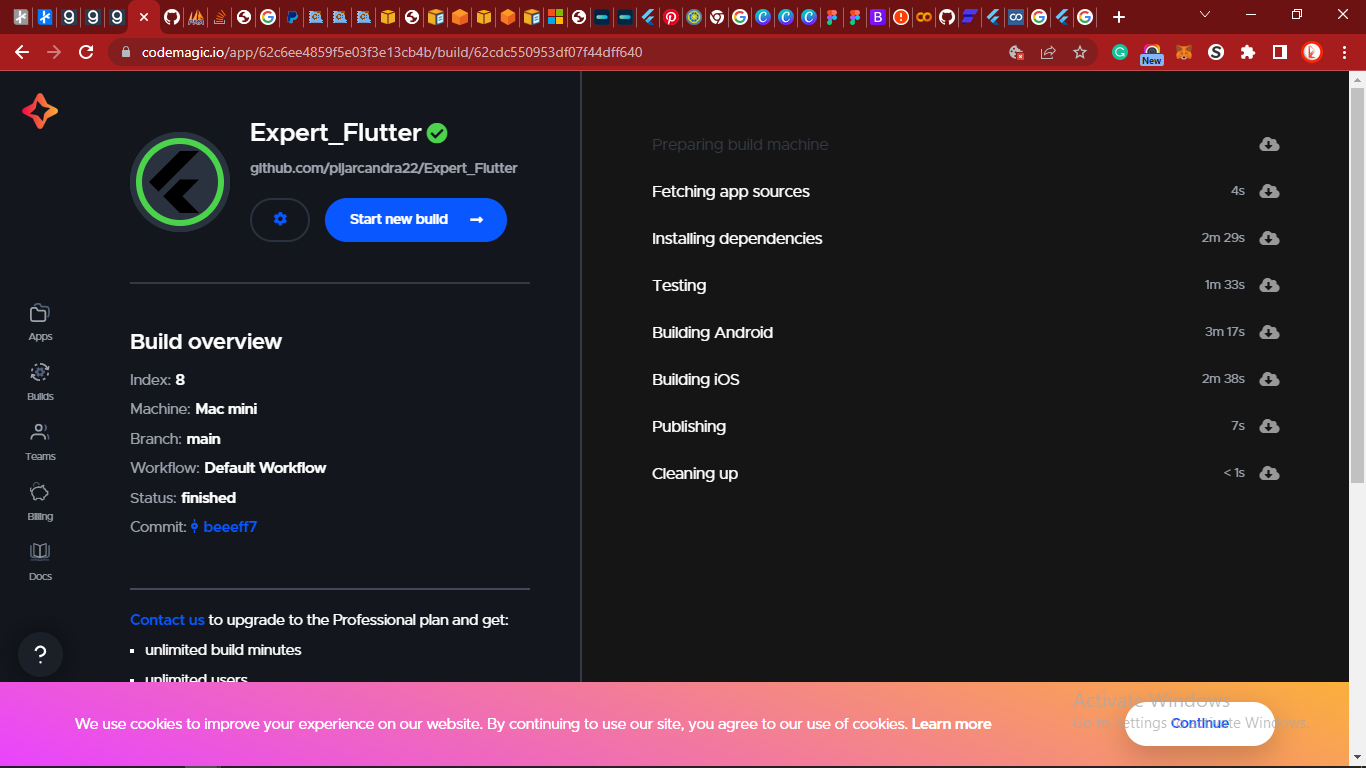 codemagic.io/app/62c6ee4859f5e03f3e13cb4b/build/62cdc550953df07f44dff640
New
Expert_Flutter
github.com/pijarcandra22/Expert_Flutter
Start new build
Apps
Builds
Teams
Billing
Docs
?
Build overview
Index: 8
Machine: Mac mini
Branch: main
Workflow: Default Workflow
Status: finished
Commit: beeeff7
Contact us to upgrade to the Professional plan and get:
unlimited build minutes
unlimited users
Preparing build machine
Fetching app sources 4s
Installing dependencies 2m 29s
Testing 1m 33s
Building Android 3m 17s
Building iOS 2m 38s
Publishing 7s
Cleaning up < 1s
We use cookies to improve your experience on our website. By continuing to use our site, you agree to our use of cookies. Learn more
Continue
Activate Windows
Go to Settings to activate Windows.